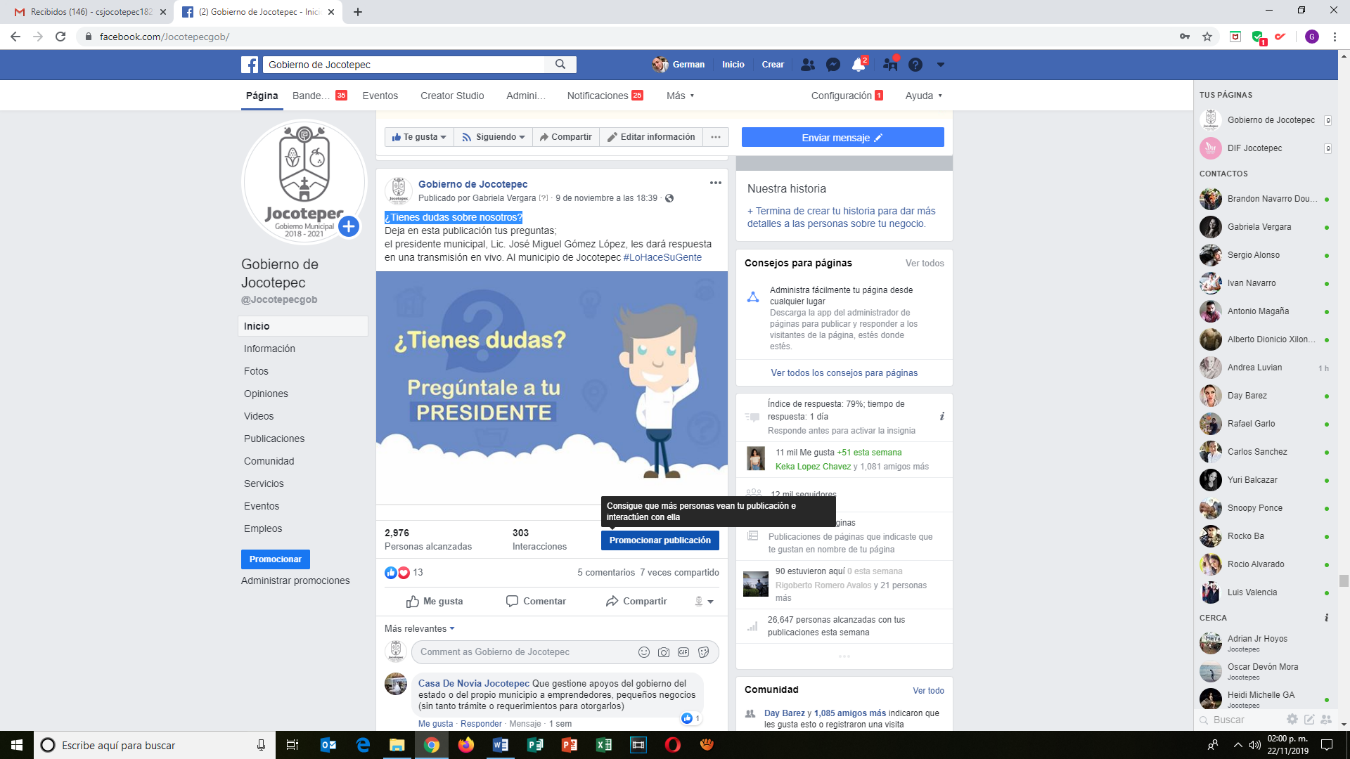 Recibidos (146) - csjocotepec182
(2) Gobierno de Jocotepec - Inic
facebook.com/Jocotepecgob/
Gobierno de Jocotepec
German
Inicio
Crear
2
Página
Bande... 35
Eventos
Creator Studio
Admini...
Notificaciones 25
Más
Configuración 1
Ayuda
Te gusta
Siguiendo
Compartir
Editar información
Enviar mensaje
Jocotepec
Gobierno Municipal
2018 - 2021
Gobierno de
Jocotepec
@Jocotepecgob
Inicio
Información
Fotos
Opiniones
Videos
Publicaciones
Comunidad
Servicios
Eventos
Empleos
Promocionar
Administrar promociones
Gobierno de Jocotepec
Publicado por Gabriela Vergara [?] · 9 de noviembre a las 18:39 ·
¿Tienes dudas sobre nosotros?
Deja en esta publicación tus preguntas;
el presidente municipal, Lic. José Miguel Gómez López, les dará respuesta
en una transmisión en vivo. Al municipio de Jocotepec #LoHaceSuGente
¿Tienes dudas?
Pregúntale a tu
PRESIDENTE
Consigue que más personas vean tu publicación e
interactúen con ella
2,976
Personas alcanzadas
303
Interacciones
Promocionar publicación
13
5 comentarios 7 veces compartido
Me gusta
Comentar
Compartir
Más relevantes
Comment as Gobierno de Jocotepec
Casa De Novia Jocotepec Que gestione apoyos del gobierno del
estado o del propio municipio a emprendedores, pequeños negocios
(sin tanto trámite o requerimientos para otorgarlos)
Me gusta · Responder · Mensaje · 1 sem
1
Nuestra historia
+ Termina de crear tu historia para dar más
detalles a las personas sobre tu negocio.
Consejos para páginas
Ver todos
Administra fácilmente tu página desde
cualquier lugar
Descarga la app del administrador de
páginas para publicar y responder a los
visitantes de la página, estés donde
estés.
Ver todos los consejos para páginas
Índice de respuesta: 79%; tiempo de
respuesta: 1 día
Responde antes para activar la insignia
11 mil Me gusta +51 esta semana
Keka Lopez Chavez y 1,081 amigos más
12 mil seguidores
ginas
Publicaciones de páginas que indicaste que
te gustan en nombre de tu página
90 estuvieron aquí 0 esta semana
Rigoberto Romero Avalos y 21 personas
más
26,647 personas alcanzadas con tus
publicaciones esta semana
Comunidad
Ver todo
Day Barez y 1,085 amigos más indicaron que
les gusta esto o registraron una visita
TUS PÁGINAS
Gobierno de Jocotepec
DIF Jocotepec
CONTACTOS
Brandon Navarro Dou...
Gabriela Vergara
Sergio Alonso
Ivan Navarro
Antonio Magaña
Alberto Dionicio Xilon...
Andrea Luvian 1 h
Day Barez
Rafael Garlo
Carlos Sanchez
Yuri Balcazar
Snoopy Ponce
Rocko Ba
Rocio Alvarado
Luis Valencia
CERCA
Adrian Jr Hoyos
Jocotepec
Oscar Devón Mora
Jocotepec
Heidi Michelle GA
Jocotepec
Buscar
Escribe aquí para buscar
02:00 p. m.
22/11/2019